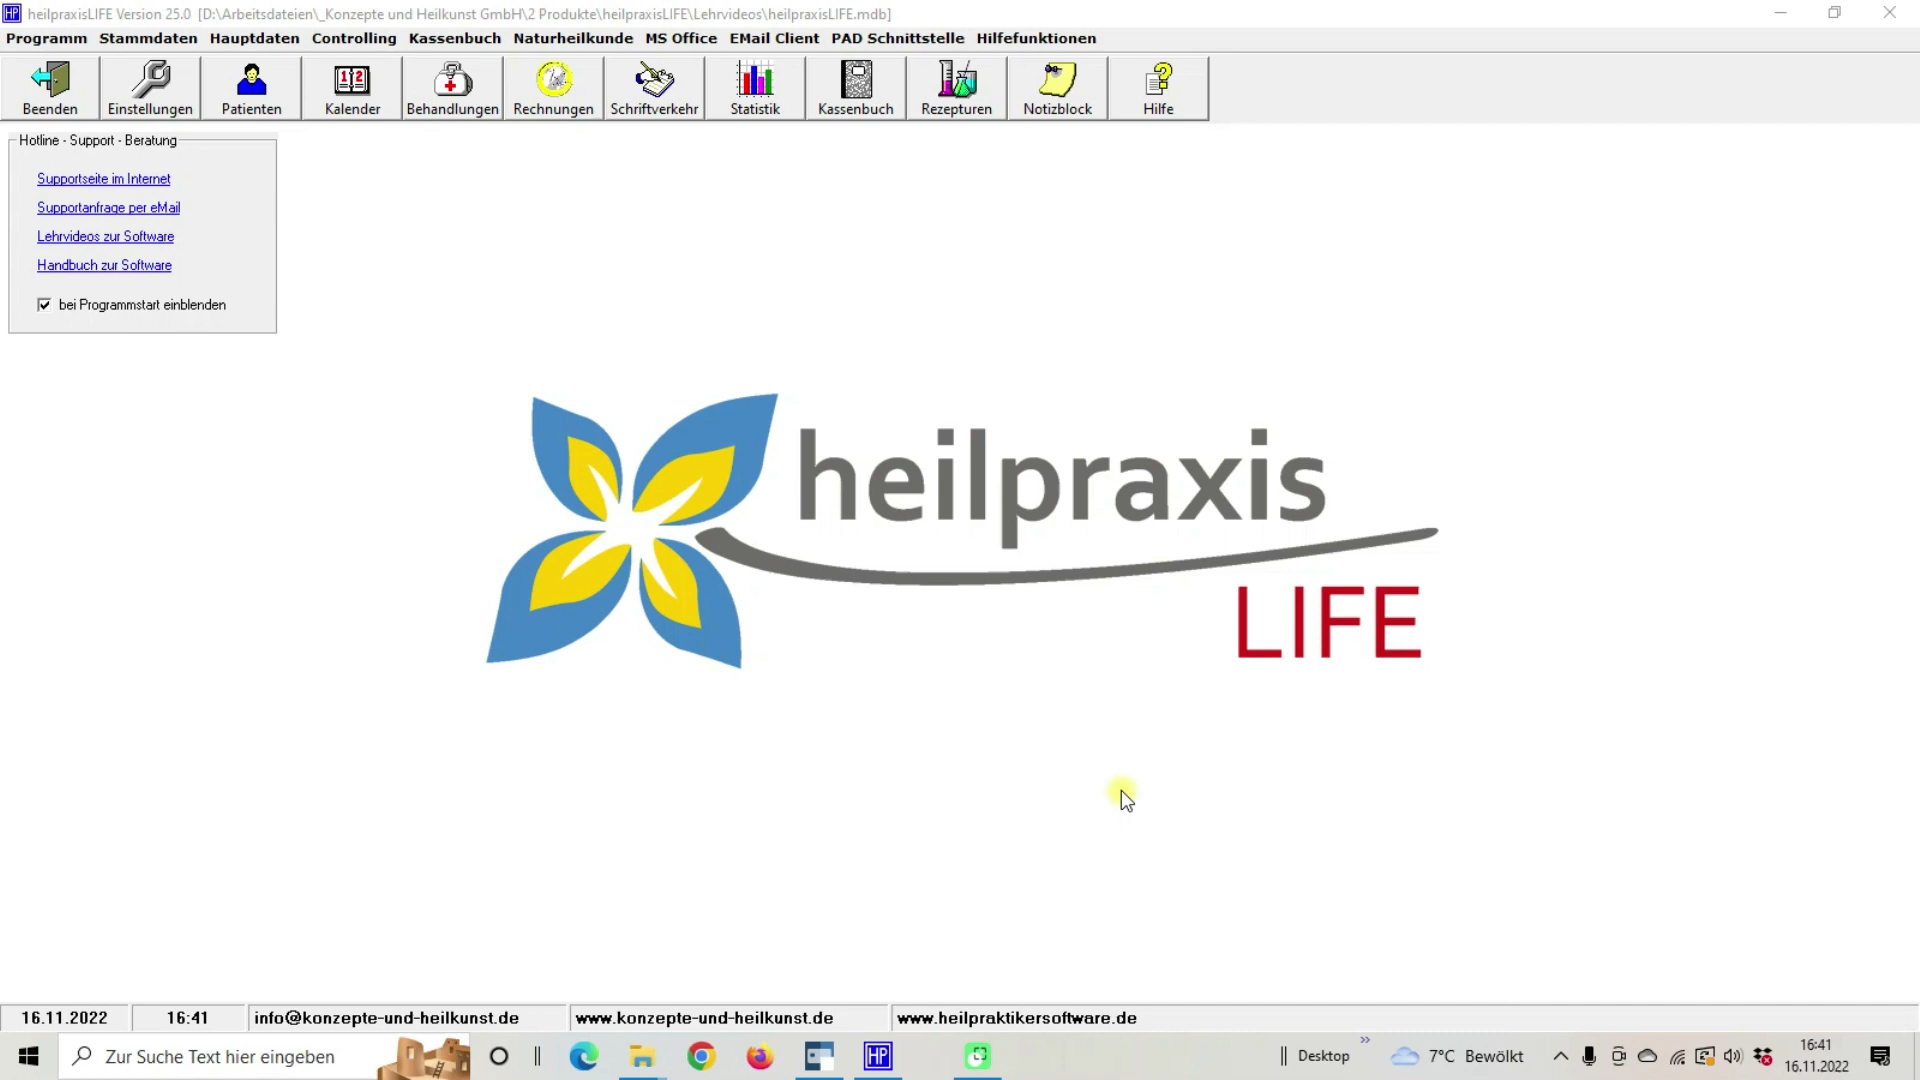 HP heilpraxisLIFE Version 25.0 [D:\Arbeitsdateien\_Konzepte und Heilkunst GmbH\2 Produkte\heilpraxisLIFE\Lehrvideos\heilpraxisLIFE.mdb]
Programm Stammdaten Hauptdaten Controlling Kassenbuch Naturheilkunde MS Office EMail Client PAD Schnittstelle Hilfefunktionen
Beenden Einstellungen Patienten Kalender Behandlungen Rechnungen Schriftverkehr Statistik Kassenbuch Rezepturen Notizblock Hilfe
Hotline - Support - Beratung
Supportseite im Internet
Supportanfrage per eMail
Lehrvideos zur Software
Handbuch zur Software
bei Programmstart einblenden
heilpraxis
LIFE
16.11.2022 16:41 info@konzepte-und-heilkunst.de www.konzepte-und-heilkunst.de www.heilpraktikersoftware.de
Zur Suche Text hier eingeben HP Desktop 7°C Bewölkt 16:41
16.11.2022